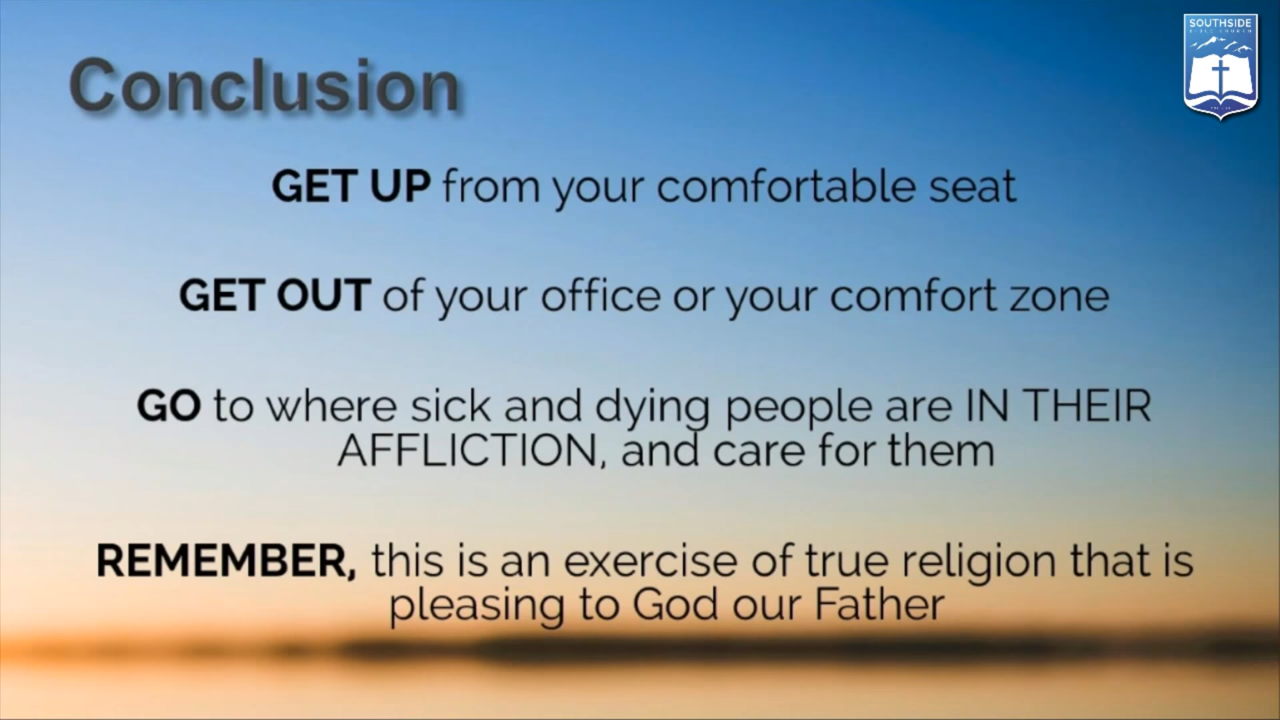 Conclusion
SOUTHSIDE
BIBLE CHURCH
GET UP from your comfortable seat
GET OUT of your office or your comfort zone
GO to where sick and dying people are IN THEIR
AFFLICTION, and care for them
REMEMBER, this is an exercise of true religion that is
pleasing to God our Father